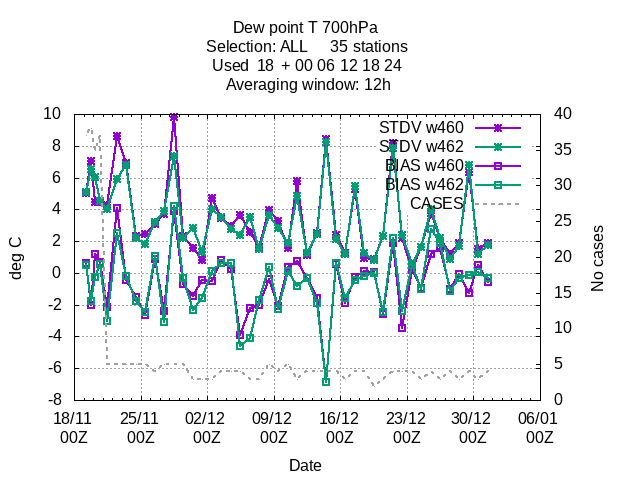 Dew point T 700hPa
Selection: ALL     35 stations
Used  18  + 00 06 12 18 24
Averaging window: 12h
10
8
6
4
2
0
-2
-4
-6
-8
deg C
40
35
30
25
20
15
10
5
0
No cases
STDV w460
STDV w462
BIAS w460
BIAS w462
CASES
18/11 25/11 02/12 09/12 16/12 23/12 30/12 06/01
00Z 00Z 00Z 00Z 00Z 00Z 00Z 00Z
Date